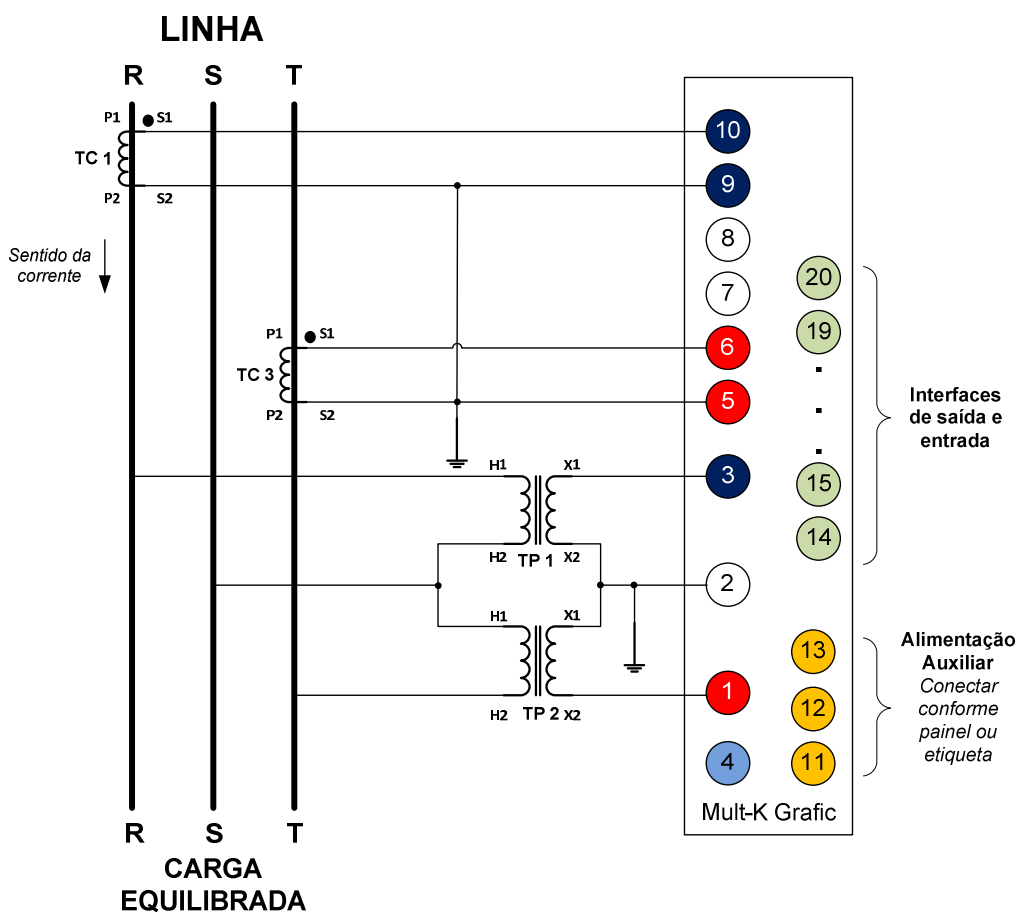 LINHA
R S T
P1 S1
TC 1
P2 S2
Sentido da
corrente
P1 S1
TC 3
P2 S2
H1 X1
H2 TP 1 X2
H1 X1
H2 TP 2 X2
10
9
8
7
6
5
3
2
1
4
20
19
15
14
13
12
11
Mult-K Grafic
Interfaces
de saída e
entrada
Alimentação
Auxiliar
Conectar
conforme
painel ou
etiqueta
R S T
CARGA
EQUILIBRADA